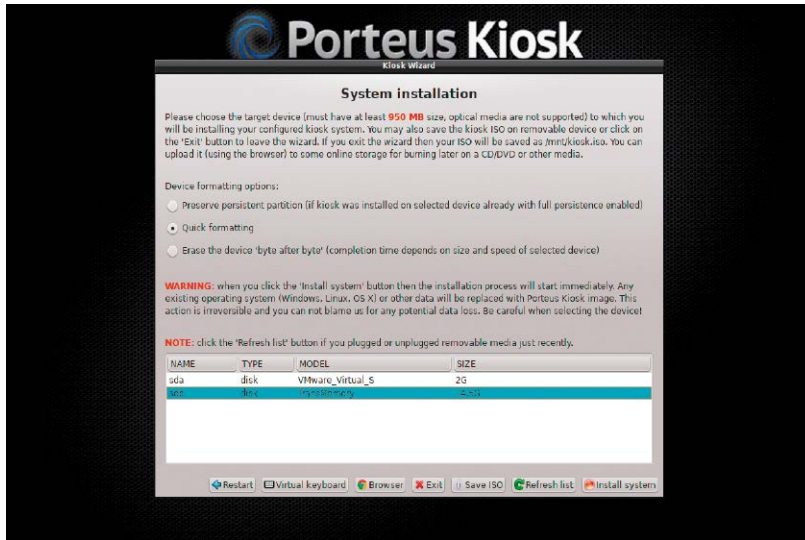 Porteus Kiosk
Kiosk Wizard
System installation
Please choose the target device (must have at least 950 MB size, optical media are not supported) to which you
will be installing your configured kiosk system. You may also save the kiosk ISO on removable device or click on
the 'Exit' button to leave the wizard. If you exit the wizard then your ISO will be saved as /mnt/kiosk.iso. You can
upload it (using the browser) to some online storage for burning later on a CD/DVD or other media.
Device formatting options:
Preserve persistent partition (if kiosk was installed on selected device already with full persistence enabled)
Quick formatting
Erase the device 'byte after byte' (completion time depends on size and speed of selected device)
WARNING: when you click the 'Install system' button then the installation process will start immediately. Any
existing operating system (Windows, Linux, OS X) or other data will be replaced with Porteus Kiosk image. This
action is irreversible and you can not blame us for any potential data loss. Be careful when selecting the device!
NOTE: click the 'Refresh list' button if you plugged or unplugged removable media just recently.
NAME TYPE MODEL SIZE
sda disk VMware_Virtual_S 2G
disk TransMemory
Restart Virtual keyboard Browser Exit Save ISO Refresh list Install system